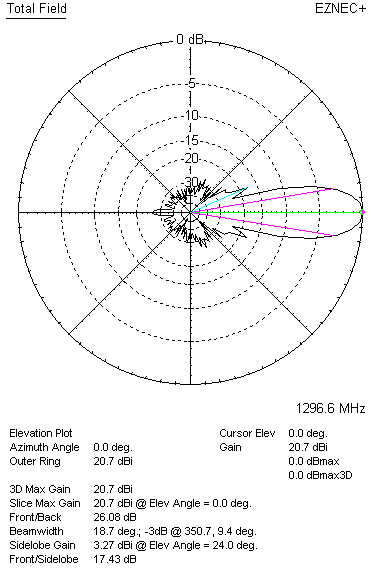 Total Field EZNEC+
0 dB
5
10
15
20
30
1296.6 MHz
Elevation Plot Cursor Elev 0.0 deg.
Azimuth Angle 0.0 deg. Gain 20.7 dBi
Outer Ring 20.7 dBi 0.0 dBmax
0.0 dBmax3D
3D Max Gain 20.7 dBi
Slice Max Gain 20.7 dBi @ Elev Angle = 0.0 deg.
Front/Back 26.08 dB
Beamwidth 18.7 deg.; -3dB @ 350.7, 9.4 deg.
Sidelobe Gain 3.27 dBi @ Elev Angle = 24.0 deg.
Front/Sidelobe 17.43 dB